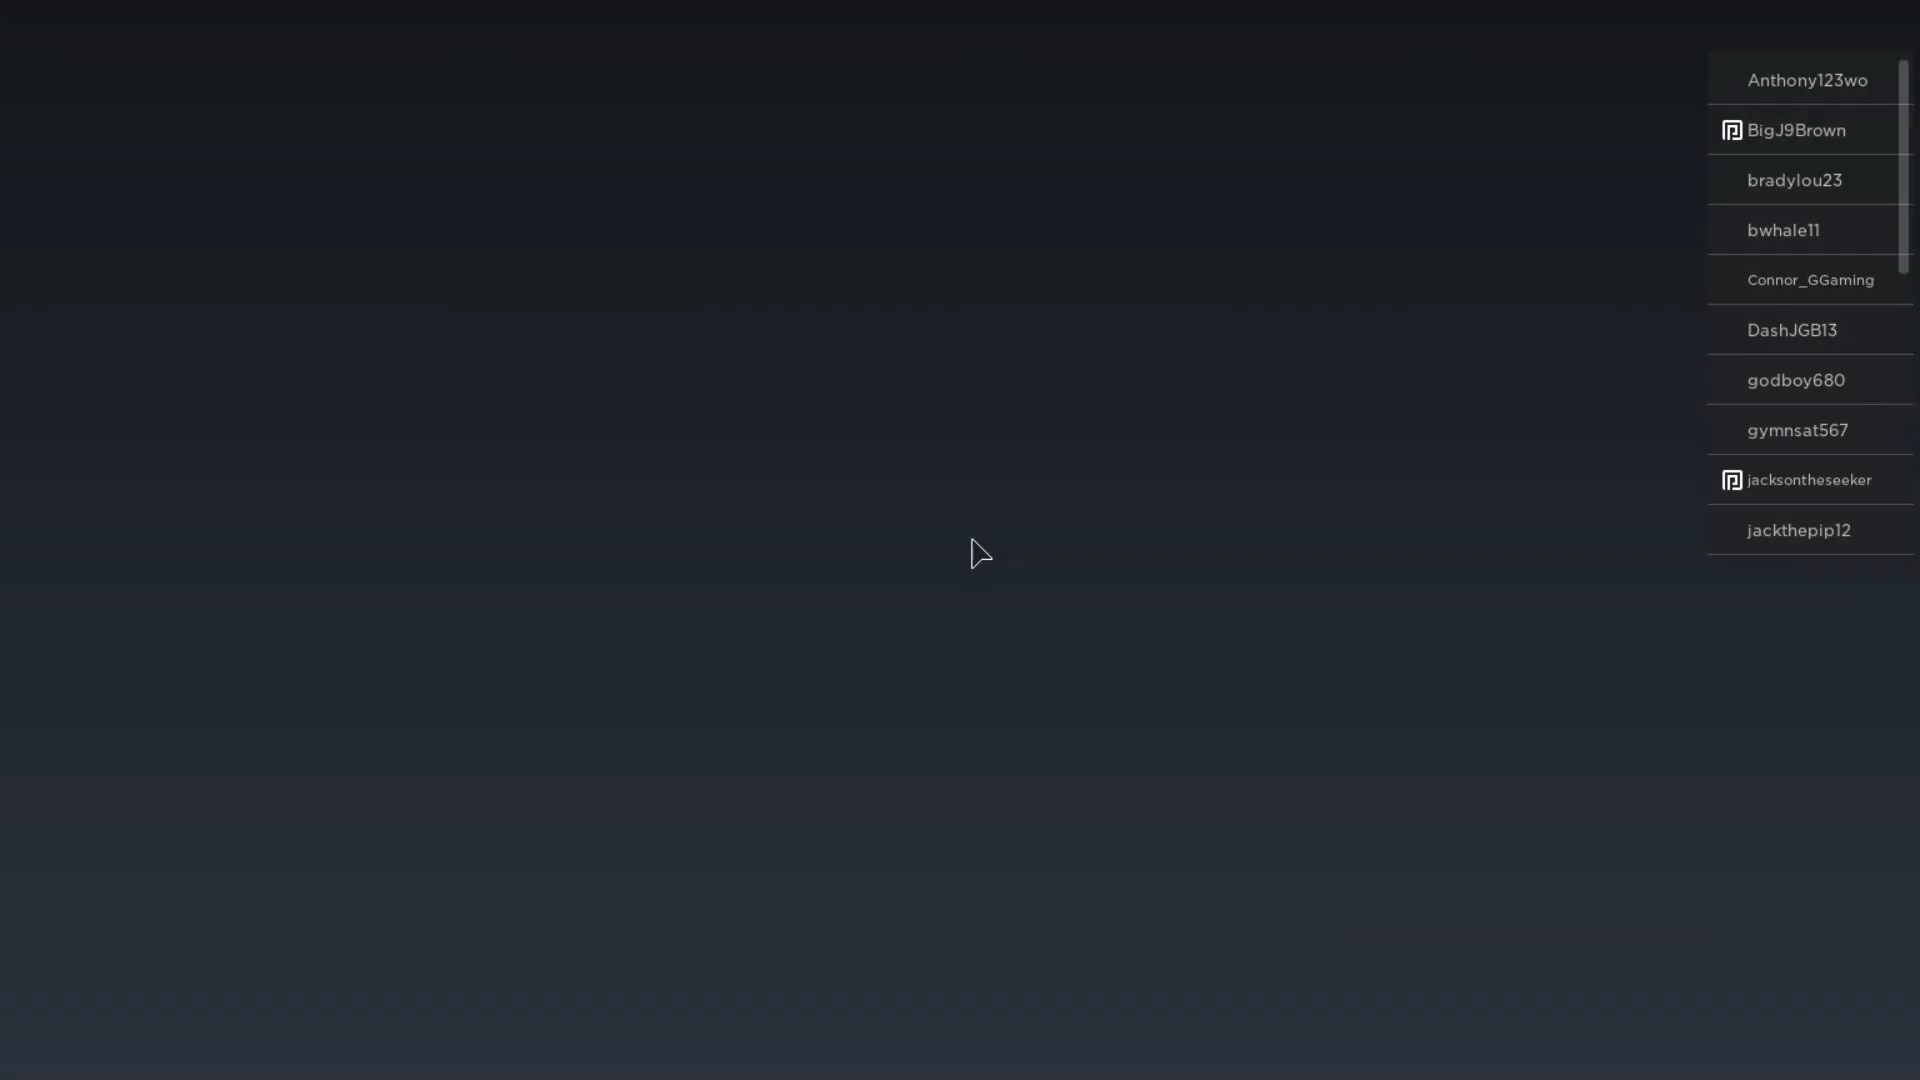 Anthony123wo
BigJ9Brown
bradylou23
bwhale11
Connor_GGaming
DashJGB13
godboy680
gymnsat567
jacksontheseeker
jackthepip12